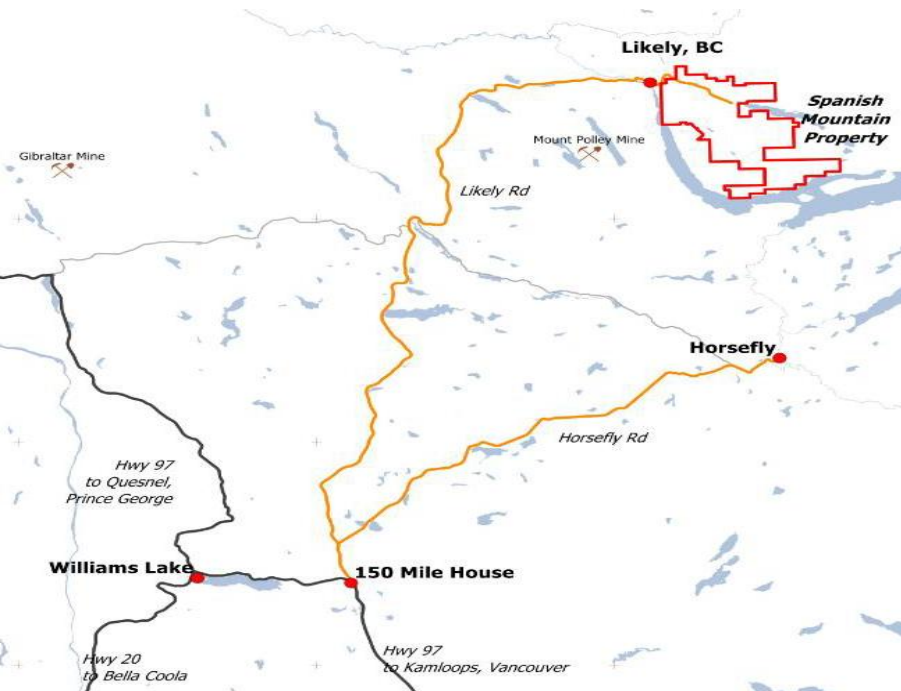 Likely, BC
Spanish
Mountain
Property
Mount Polley Mine
Gibraltar Mine
Likely Rd
Horsefly
Horsefly Rd
Hwy 97
to Quesnel,
Prince George
Williams Lake
150 Mile House
Hwy 20
to Bella Coola
Hwy 97
to Kamloops, Vancouver